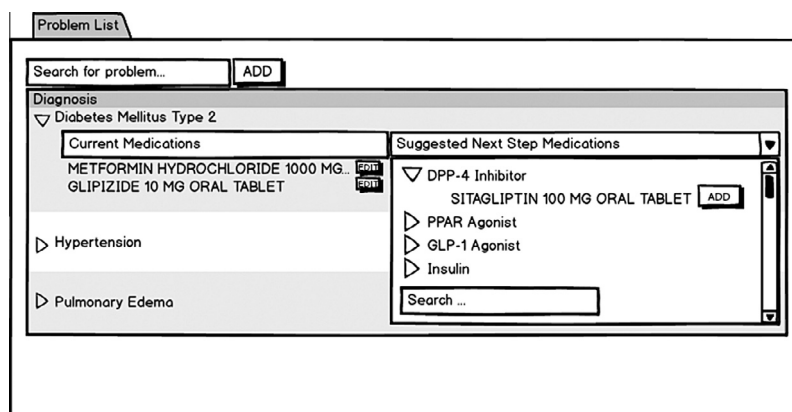 Problem List
Search for problem... ADD
Diagnosis
Diabetes Mellitus Type 2
Current Medications
METFORMIN HYDROCHLORIDE 1000 MG... EDIT
GLIPIZIDE 10 MG ORAL TABLET EDIT
Suggested Next Step Medications
DPP-4 Inhibitor
SITAGLIPTIN 100 MG ORAL TABLET ADD
PPAR Agonist
GLP-1 Agonist
Insulin
Search ...
Hypertension
Pulmonary Edema